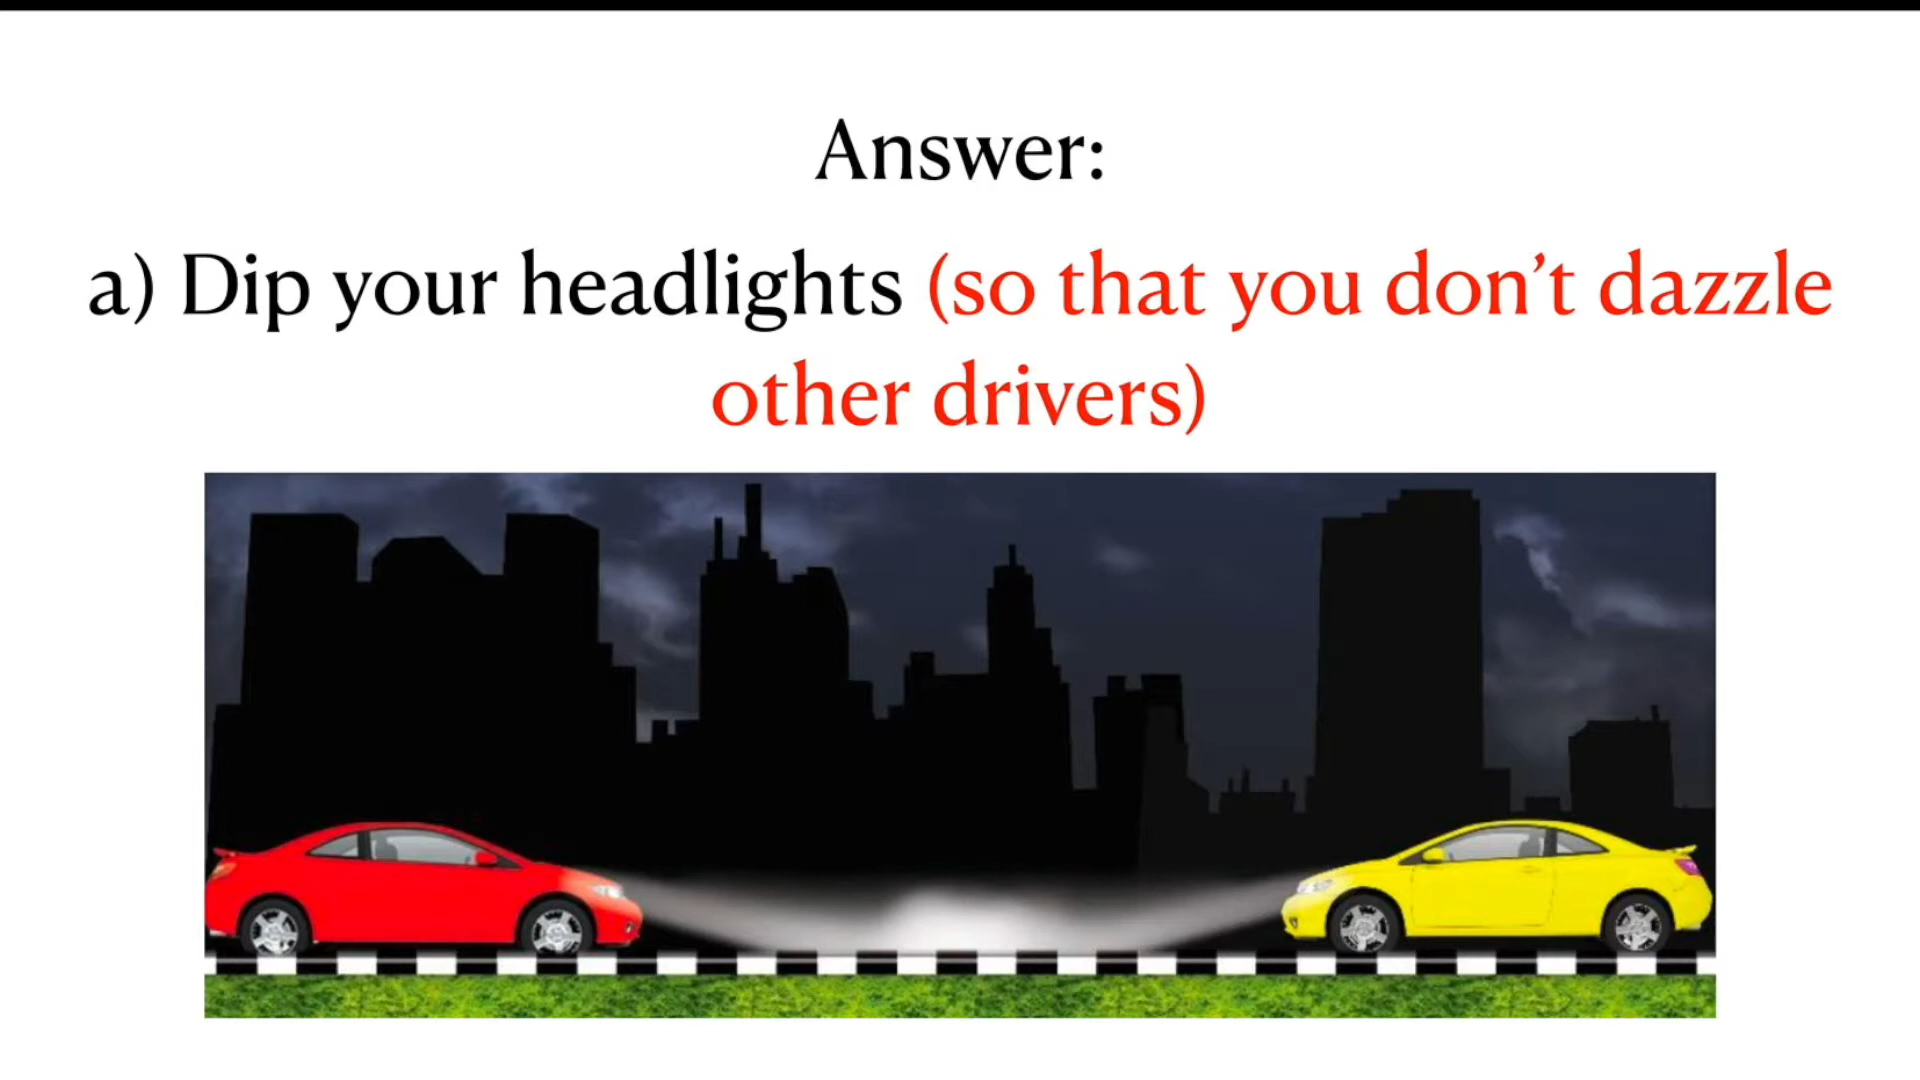 Answer:
a) Dip your headlights (so that you don’t dazzle
other drivers)